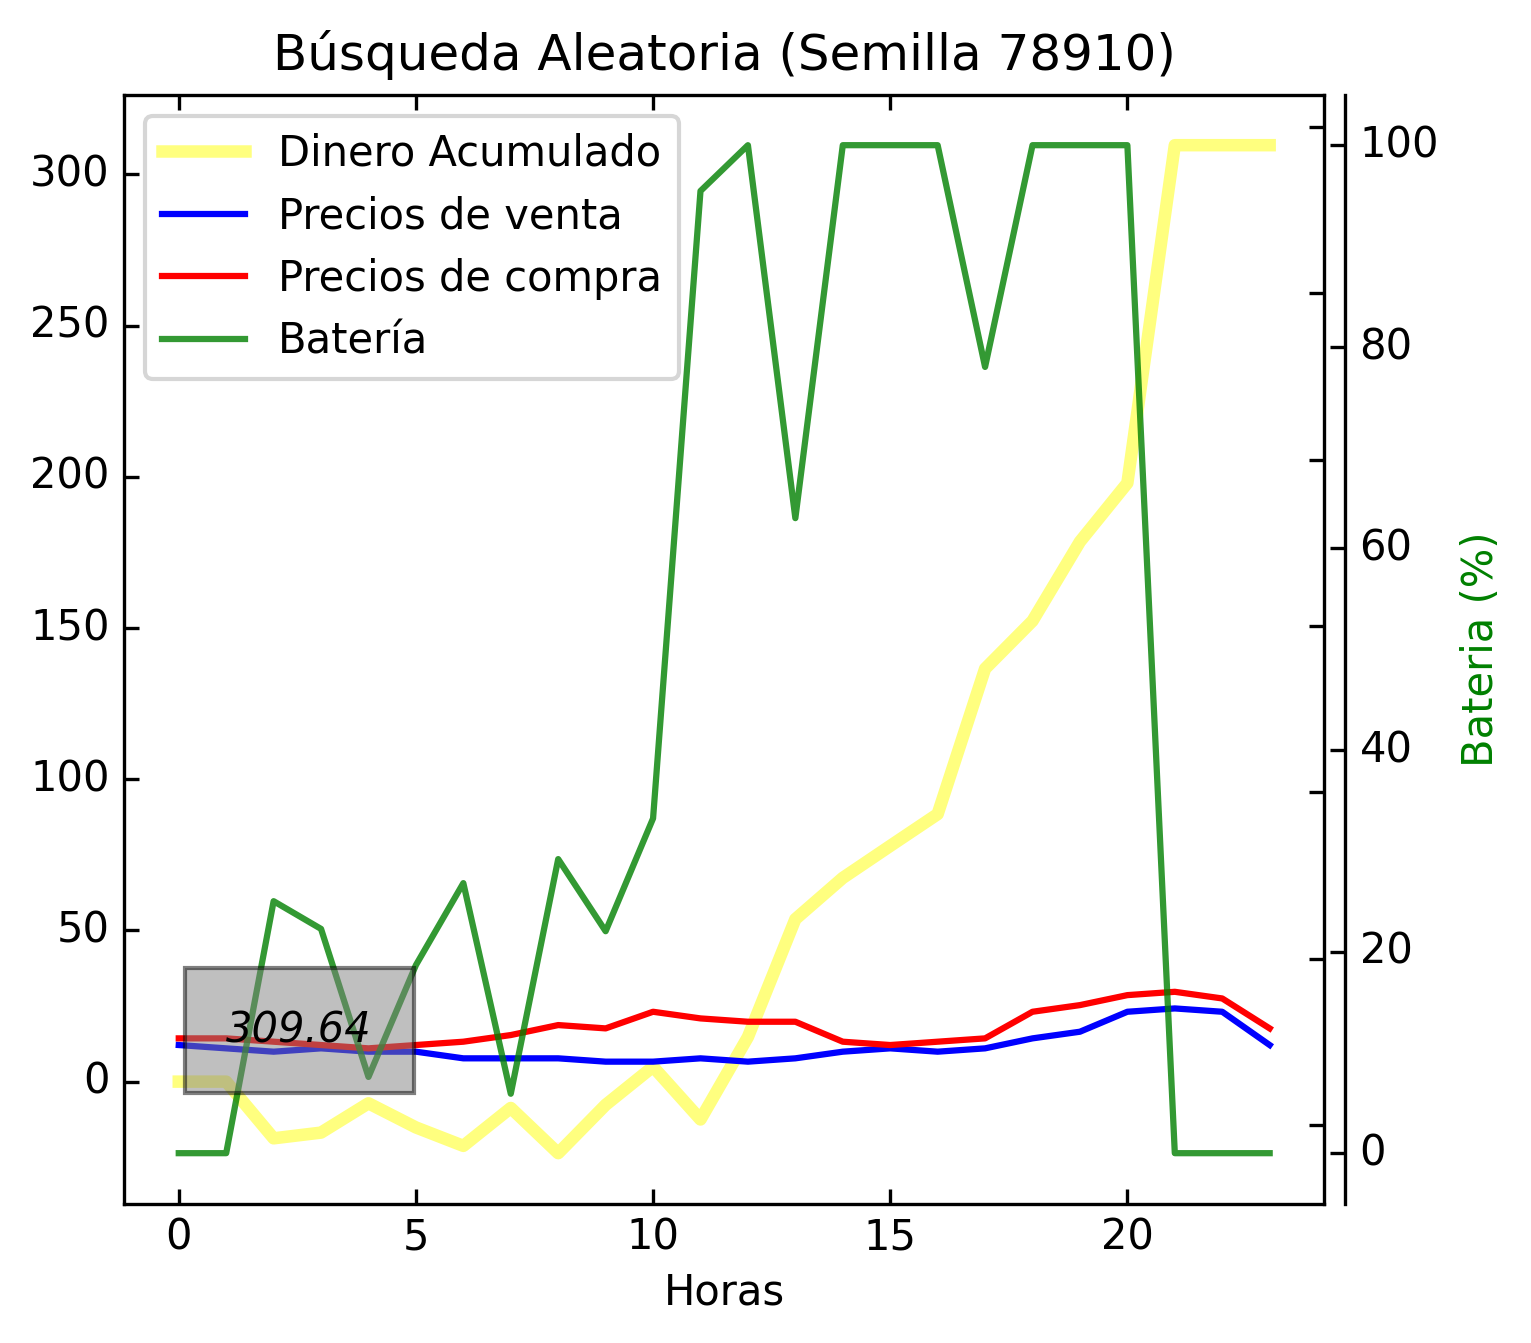 Búsqueda Aleatoria (Semilla 78910)
Dinero Acumulado
Precios de venta
Precios de compra
Batería
300
250
200
150
100
50
0
309,64
100
80
60
40
20
0
Bateria (%)
0 5 10 15 20
Horas